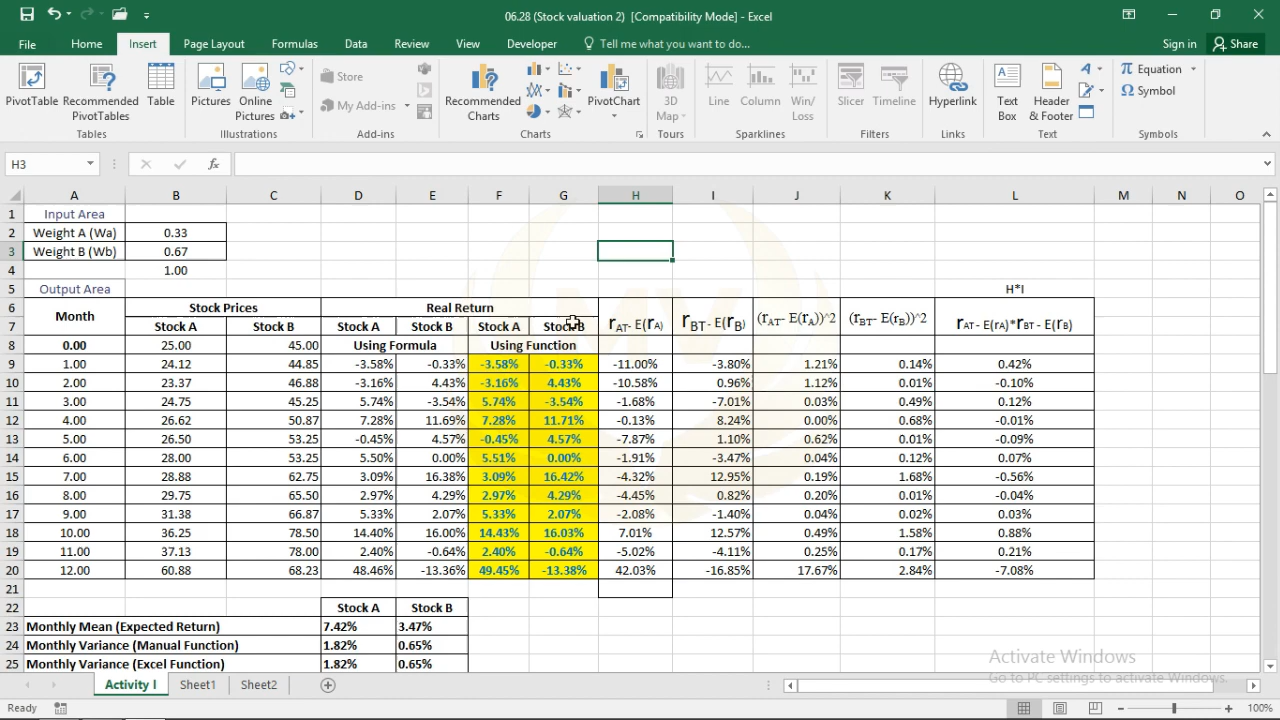 06.28 (Stock valuation 2) [Compatibility Mode] - Excel
File Home Insert Page Layout Formulas Data Review View Developer Tell me what you want to do... Sign in Share
PivotTable Recommended PivotTables Table Pictures Online Pictures Store My Add-ins Recommended Charts PivotChart 3D Map Line Column Win/Loss Slicer Timeline Hyperlink Text Box Header & Footer Equation Symbol
Tables Illustrations Add-ins Charts Tours Sparklines Filters Links Text Symbols
H3 fx
A B C D E F G H I J K L M N O
1 Input Area
2 Weight A (Wa) 0.33
3 Weight B (Wb) 0.67
4 1.00
5 Output Area H*I
6 Month Stock Prices Real Return rAT- E(rA) rBT - E(rB) (rAT- E(rA))^2 (rBT- E(rB))^2 rAT - E(rA)*rBT - E(rB)
7 Stock A Stock B Stock A Stock B Stock A Stock B
8 0.00 25.00 45.00 Using Formula Using Function
9 1.00 24.12 44.85 -3.58% -0.33% -3.58% -0.33% -11.00% -3.80% 1.21% 0.14% 0.42%
10 2.00 23.37 46.88 -3.16% 4.43% -3.16% 4.43% -10.58% 0.96% 1.12% 0.01% -0.10%
11 3.00 24.75 45.25 5.74% -3.54% 5.74% -3.54% -1.68% -7.01% 0.03% 0.49% 0.12%
12 4.00 26.62 50.87 7.28% 11.69% 7.28% 11.71% -0.13% 8.24% 0.00% 0.68% -0.01%
13 5.00 26.50 53.25 -0.45% 4.57% -0.45% 4.57% -7.87% 1.10% 0.62% 0.01% -0.09%
14 6.00 28.00 53.25 5.50% 0.00% 5.51% 0.00% -1.91% -3.47% 0.04% 0.12% 0.07%
15 7.00 28.88 62.75 3.09% 16.38% 3.09% 16.42% -4.32% 12.95% 0.19% 1.68% -0.56%
16 8.00 29.75 65.50 2.97% 4.29% 2.97% 4.29% -4.45% 0.82% 0.20% 0.01% -0.04%
17 9.00 31.38 66.87 5.33% 2.07% 5.33% 2.07% -2.08% -1.40% 0.04% 0.02% 0.03%
18 10.00 36.25 78.50 14.40% 16.00% 14.43% 16.03% 7.01% 12.57% 0.49% 1.58% 0.88%
19 11.00 37.13 78.00 2.40% -0.64% 2.40% -0.64% -5.02% -4.11% 0.25% 0.17% 0.21%
20 12.00 60.88 68.23 48.46% -13.36% 49.45% -13.38% 42.03% -16.85% 17.67% 2.84% -7.08%
21
22 Stock A Stock B
23 Monthly Mean (Expected Return) 7.42% 3.47%
24 Monthly Variance (Manual Function) 1.82% 0.65%
25 Monthly Variance (Excel Function) 1.82% 0.65%
Activate Windows
Go to PC settings to activate Windows.
Activity I Sheet1 Sheet2
Ready 100%